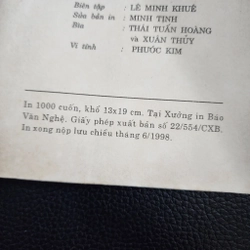 Biên tập : LÊ MINH KHUÊ
Sửa bản in : MINH TỊNH
Bìa : THÁI TUẤN HOÀNG
và XUÂN THỦY
Vi tính : PHƯỚC KIM
In 1000 cuốn, khổ 13x19 cm. Tại Xưởng in Báo
Văn Nghệ. Giấy phép xuất bản số 22/554/CXB.
In xong nộp lưu chiểu tháng 6/1998.